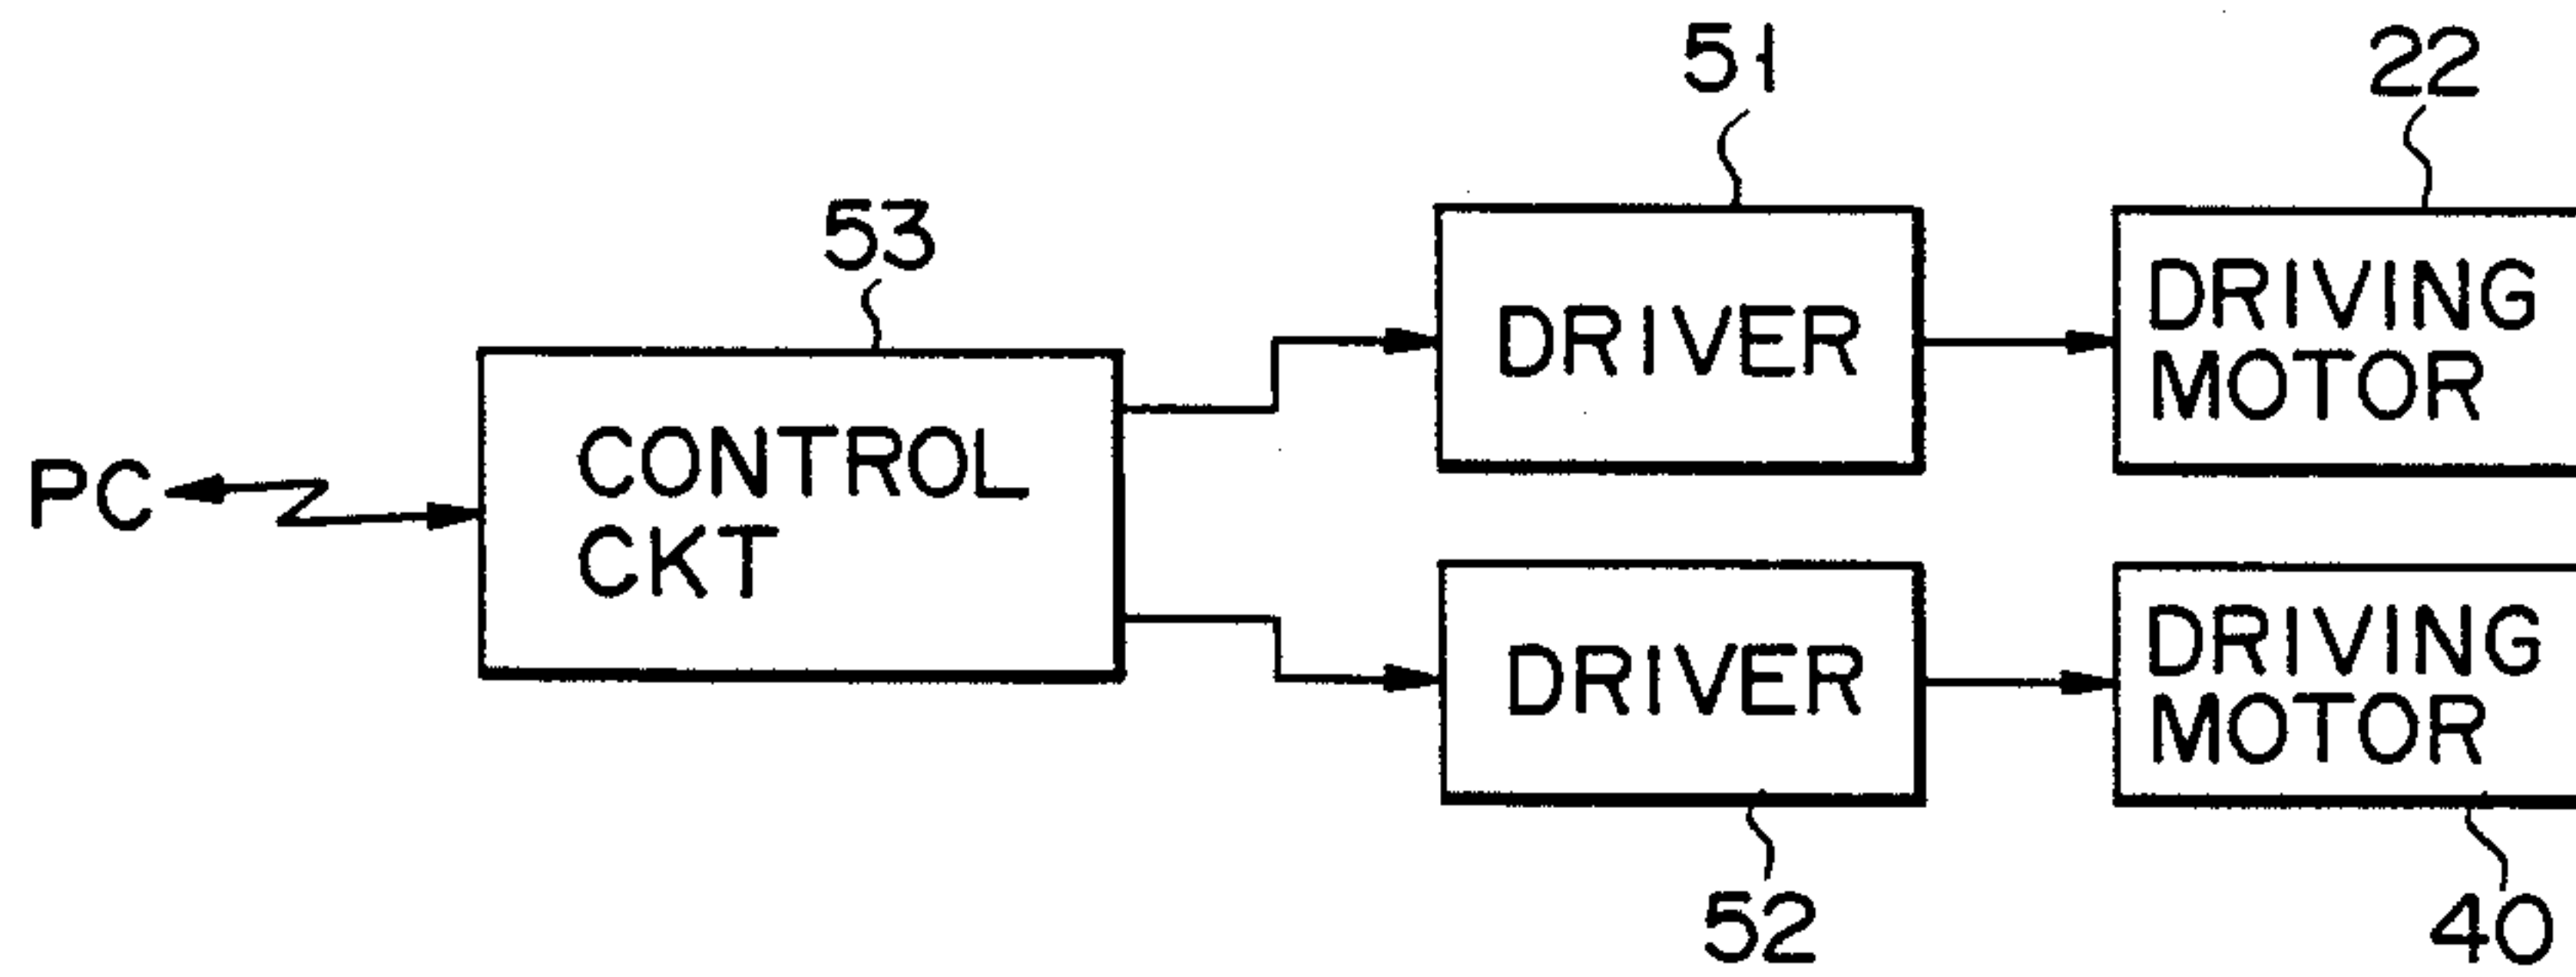 51
22
53
DRIVER
DRIVING
MOTOR
PC
CONTROL
CKT
DRIVER
DRIVING
MOTOR
52
40